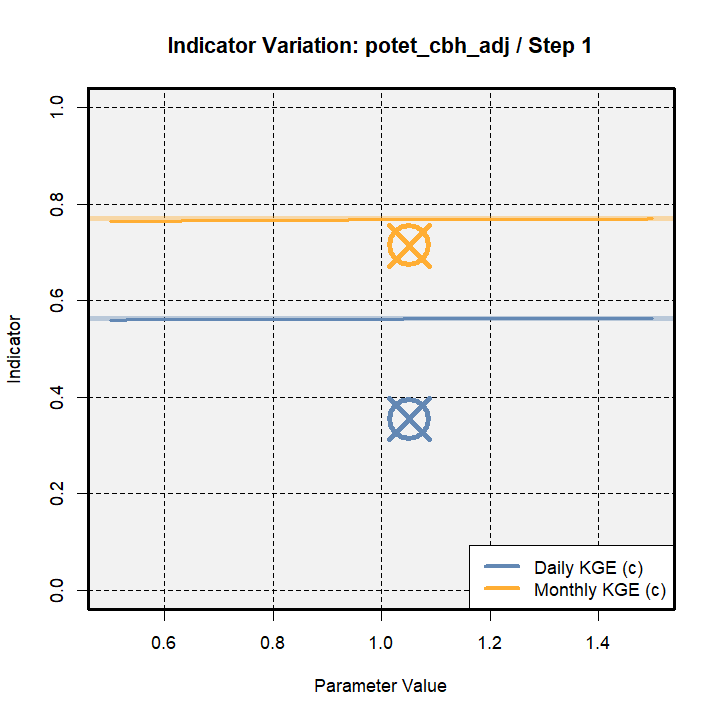 Indicator Variation: potet_cbh_adj / Step 1
Indicator
1.0
0.8
0.6
0.4
0.2
0.0
0.6
0.8
1.0
1.2
1.4
Parameter Value
Daily KGE (c)
Monthly KGE (c)